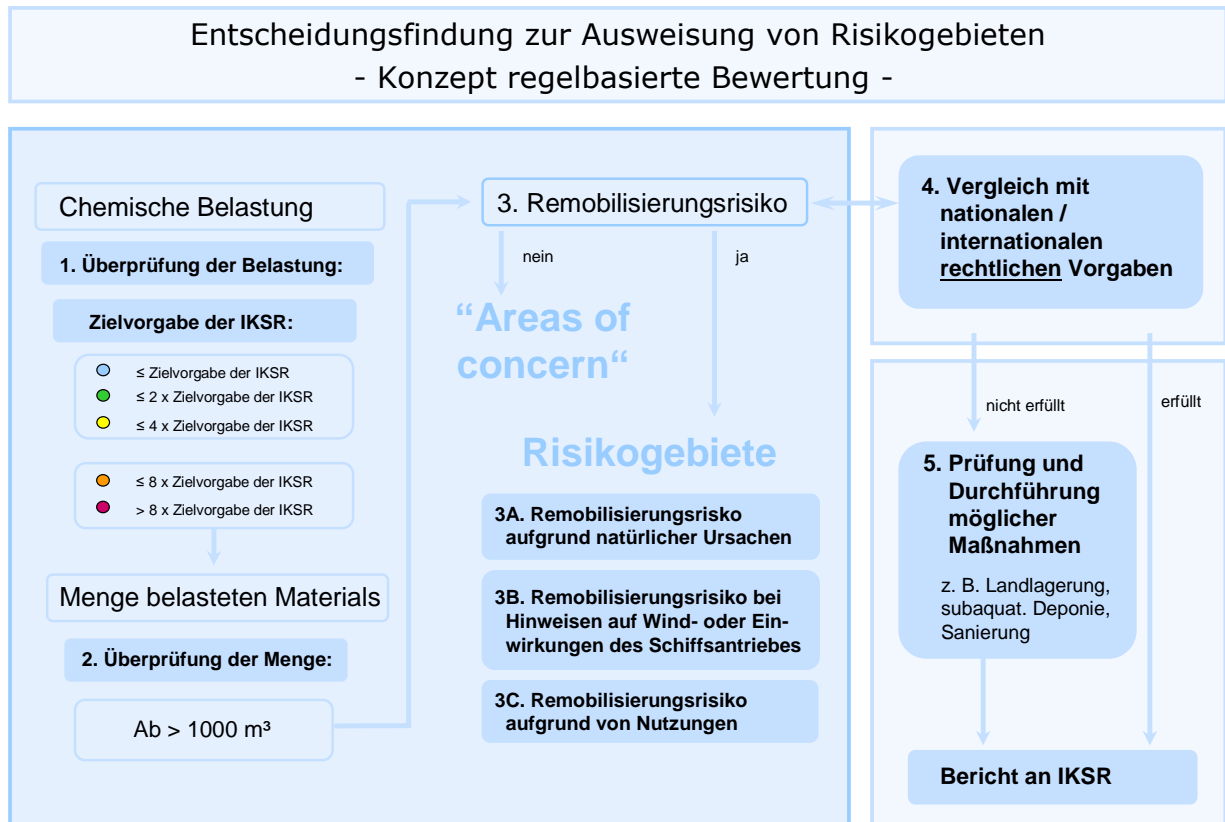 Entscheidungsfindung zur Ausweisung von Risikogebieten
- Konzept regelbasierte Bewertung -
Chemische Belastung
1. Überprüfung der Belastung:
Zielvorgabe der IKSR:
≤ Zielvorgabe der IKSR
≤ 2 x Zielvorgabe der IKSR
≤ 4 x Zielvorgabe der IKSR
≤ 8 x Zielvorgabe der IKSR
> 8 x Zielvorgabe der IKSR
Menge belasteten Materials
2. Überprüfung der Menge:
Ab > 1000 m³
3. Remobilisierungsrisiko
nein
ja
“Areas of
concern“
Risikogebiete
3A. Remobilisierungsrisko
aufgrund natürlicher Ursachen
3B. Remobilisierungsrisiko bei
Hinweisen auf Wind- oder Ein-
wirkungen des Schiffsantriebes
3C. Remobilisierungsrisiko
aufgrund von Nutzungen
4. Vergleich mit
nationalen /
internationalen
rechtlichen Vorgaben
nicht erfüllt
erfüllt
5. Prüfung und
Durchführung
möglicher
Maßnahmen
z. B. Landlagerung,
subaquat. Deponie,
Sanierung
Bericht an IKSR